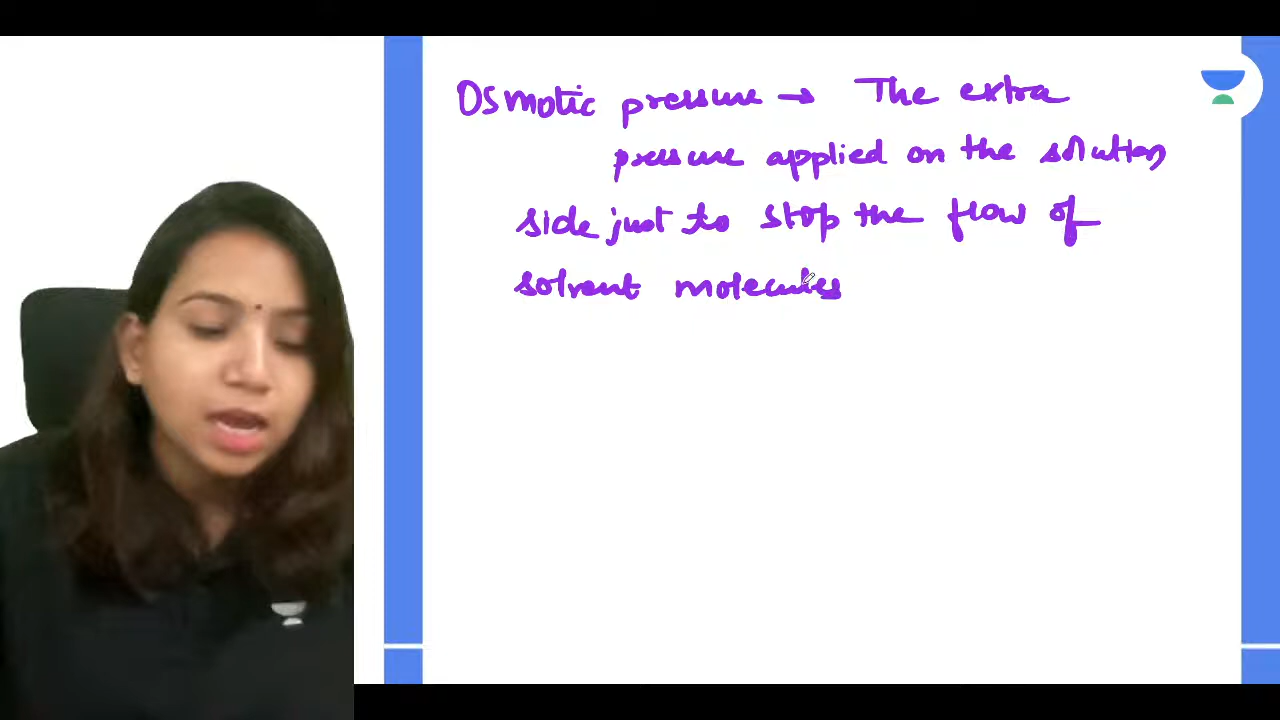 Osmotic pressure → The extra
pressure applied on the solution
side just to stop the flow of
solvent molecules